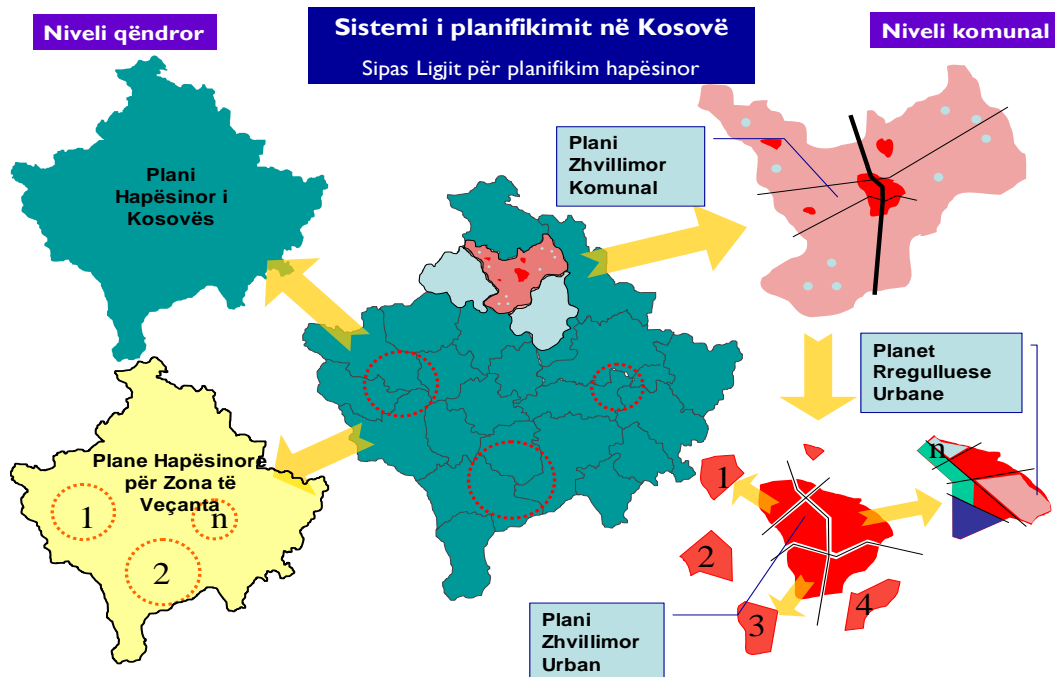 Niveli qëndror
Sistemi i planifikimit në Kosovë
Sipas Ligjit për planifikim hapësinor
Niveli komunal
Plani
Hapësinor i
Kosovës
Plani
Zhvillimor
Komunal
Planet
Rregulluese
Urbane
Plane Hapësinore
për Zona të
Veçanta
1
n
2
n
1
2
3
4
Plani
Zhvillimor
Urban